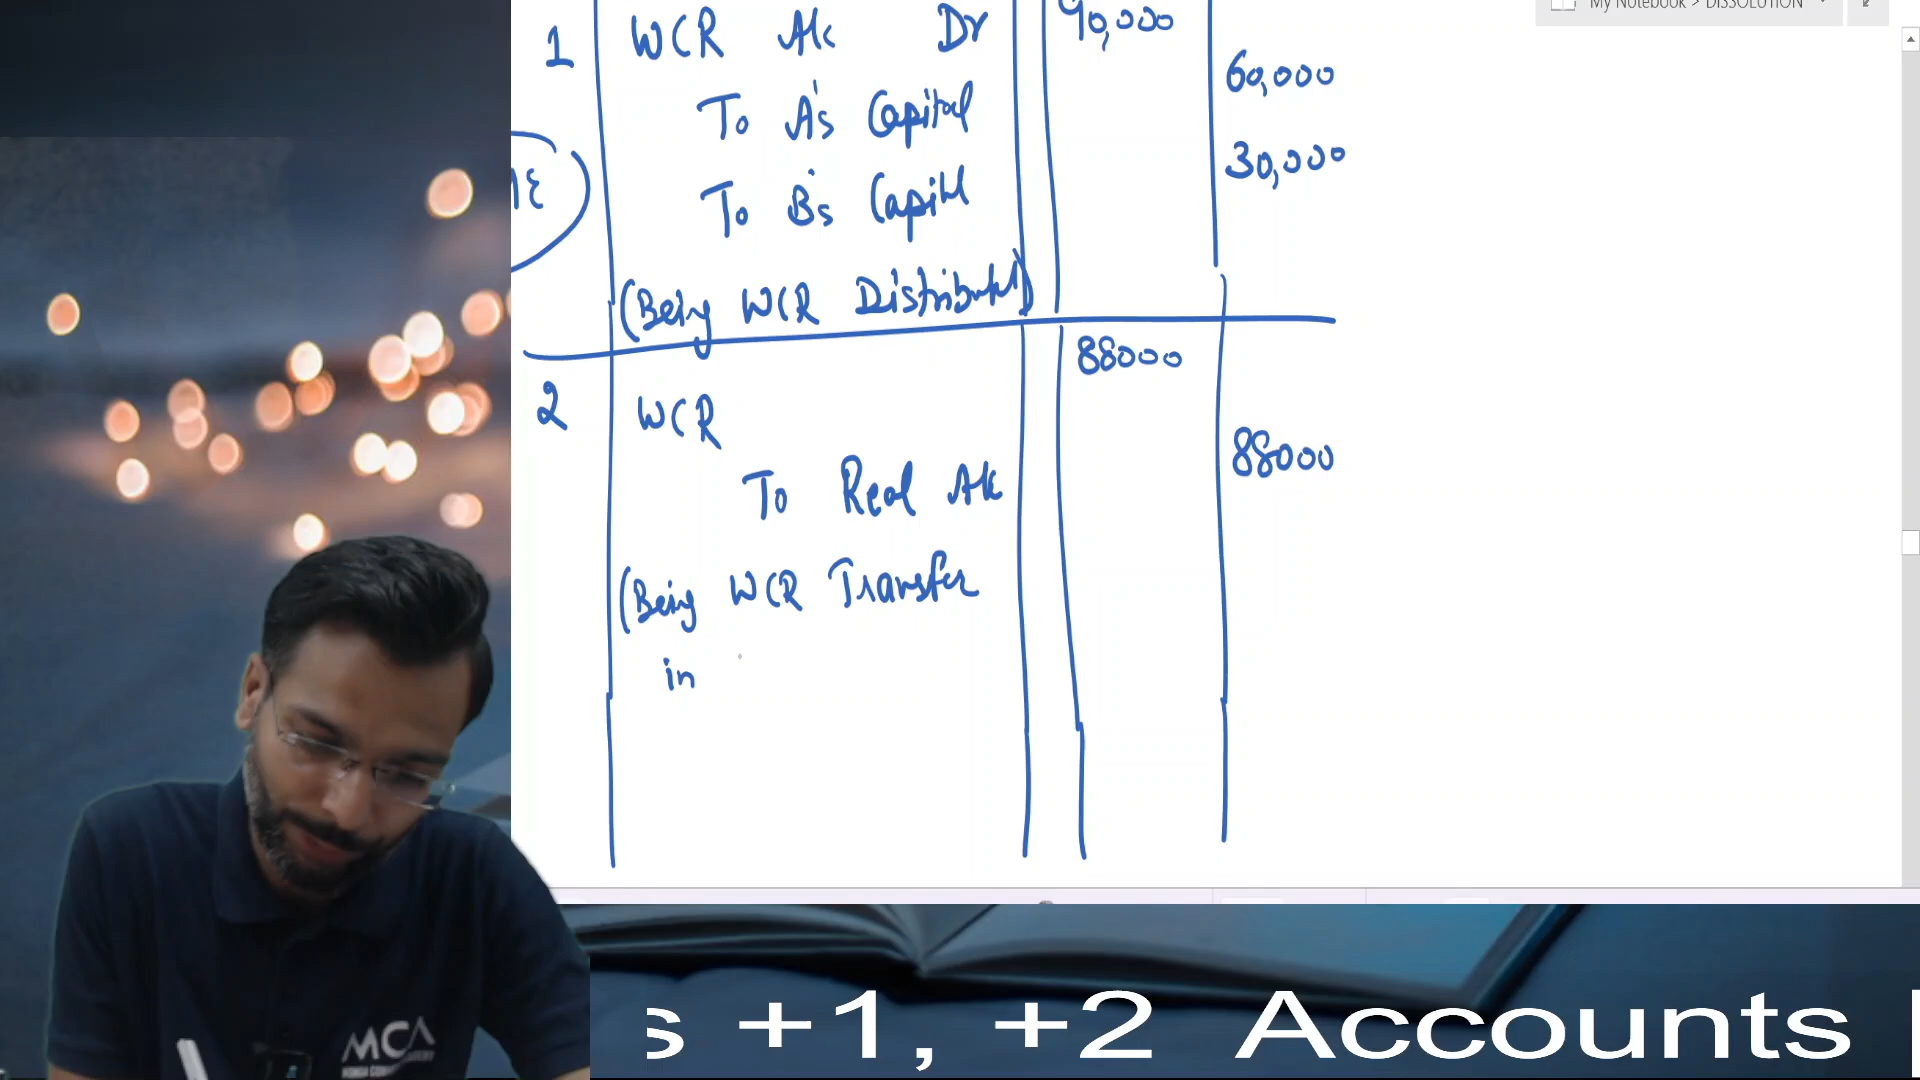 My Notebook > DISSOLUTION
1 WCR A/c Dr 90,000
To A's Capital 60,000
To B's Capital 30,000
(Being WCR Distributed)
2 WCR 88000
To Real A/c 88000
(Being WCR Transfer
in
MCA
s +1, +2 Accounts